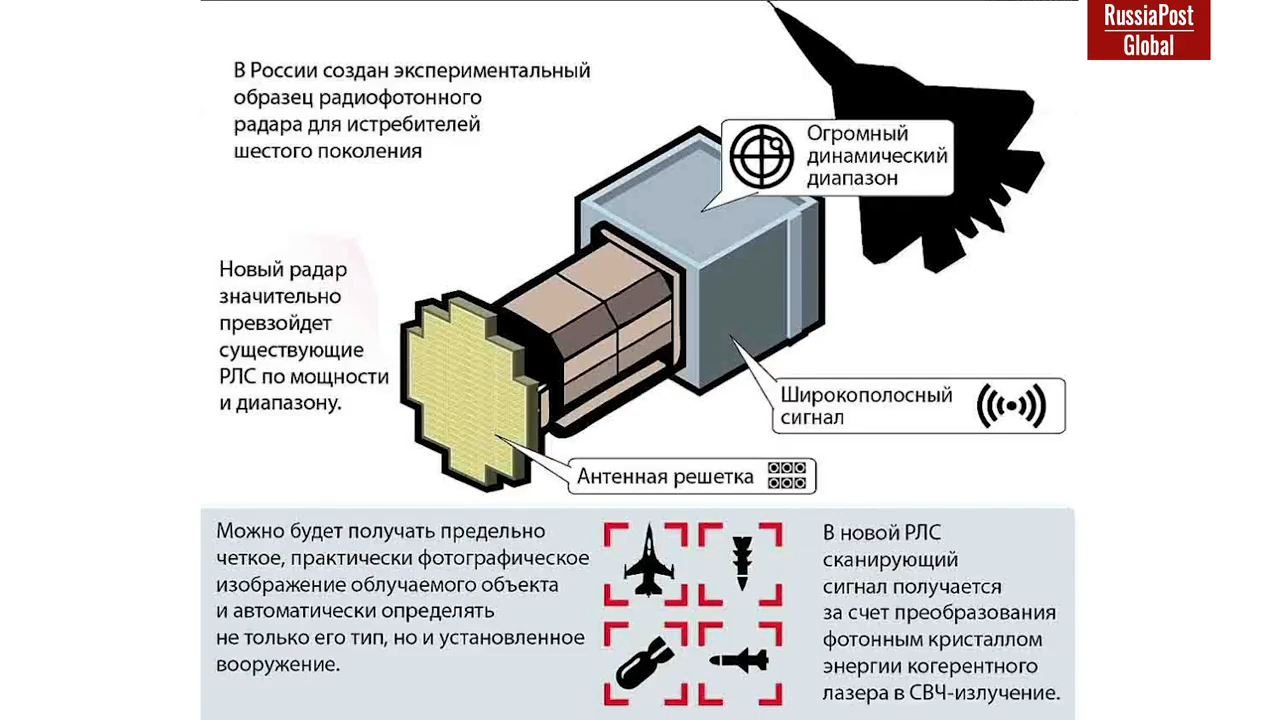 RussiaPost
Global
В России создан экспериментальный
образец радиофотонного
радара для истребителей
шестого поколения
Огромный
динамический
диапазон
Новый радар
значительно
превзойдет
существующие
РЛС по мощности
и диапазону.
Широкополосный
сигнал
Антенная решетка
Можно будет получать предельно
четкое, практически фотографическое
изображение облучаемого объекта
и автоматически определять
не только его тип, но и установленное
вооружение.
В новой РЛС
сканирующий
сигнал получается
за счет преобразования
фотонным кристаллом
энергии когерентного
лазера в СВЧ-излучение.